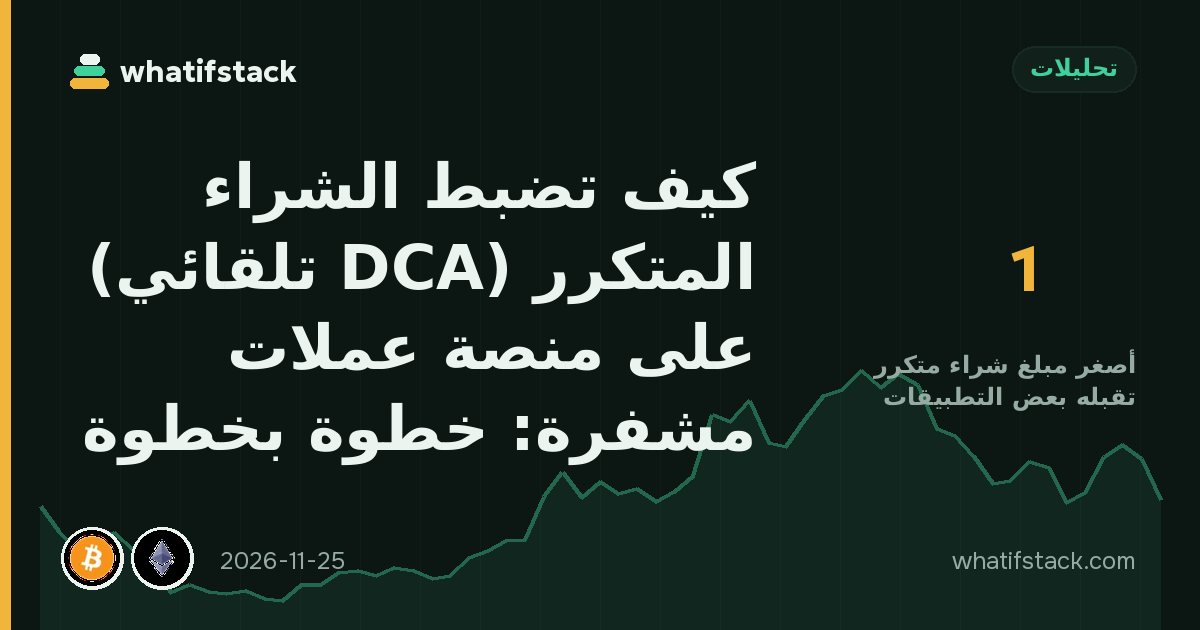 whatifstack
تحليلات
كيف تضبط الشراء
المتكرر (DCA تلقائي)
على منصة عملات
مشفرة: خطوة بخطوة
1
أصغر مبلغ شراء متكرر
تقبله بعض التطبيقات
2026-11-25
whatifstack.com